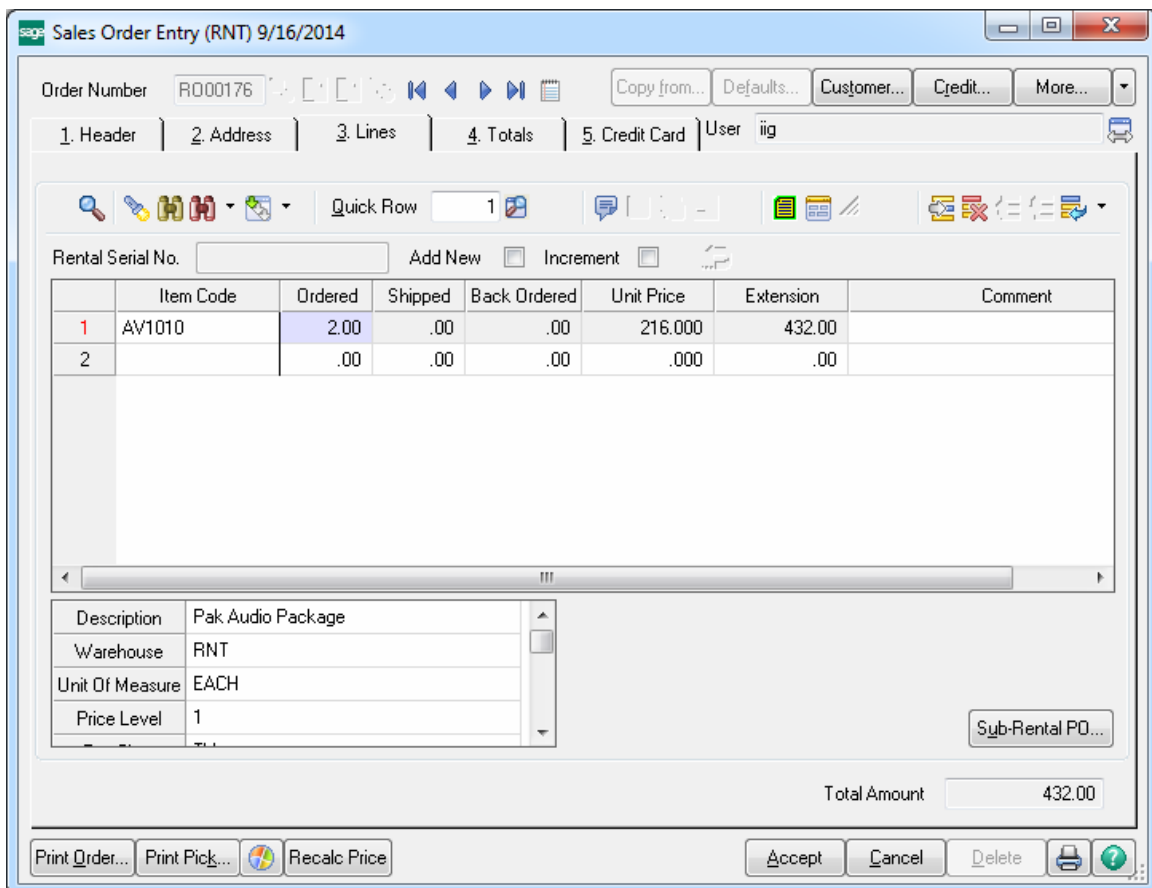 sage Sales Order Entry (RNT) 9/16/2014
Order Number RO00176 Copy from... Defaults... Customer... Credit... More...
1. Header 2. Address 3. Lines 4. Totals 5. Credit Card User iig
Quick Row 1
Rental Serial No. Add New Increment
Item Code Ordered Shipped Back Ordered Unit Price Extension Comment
1 AV1010 2.00 .00 .00 216.000 432.00
2 .00 .00 .00 .000 .00
Description Pak Audio Package
Warehouse RNT
Unit Of Measure EACH
Price Level 1
Sub-Rental PO...
Total Amount 432.00
Print Order... Print Pick... Recalc Price Accept Cancel Delete